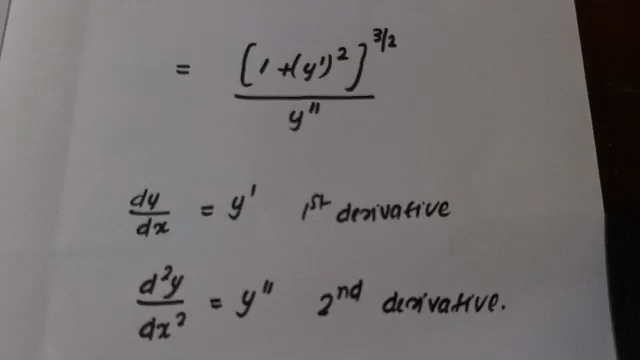 = [1+(y')²]^3/2
y"
dy/dx = y' 1st derivative
d²y/dx² = y" 2nd derivative.